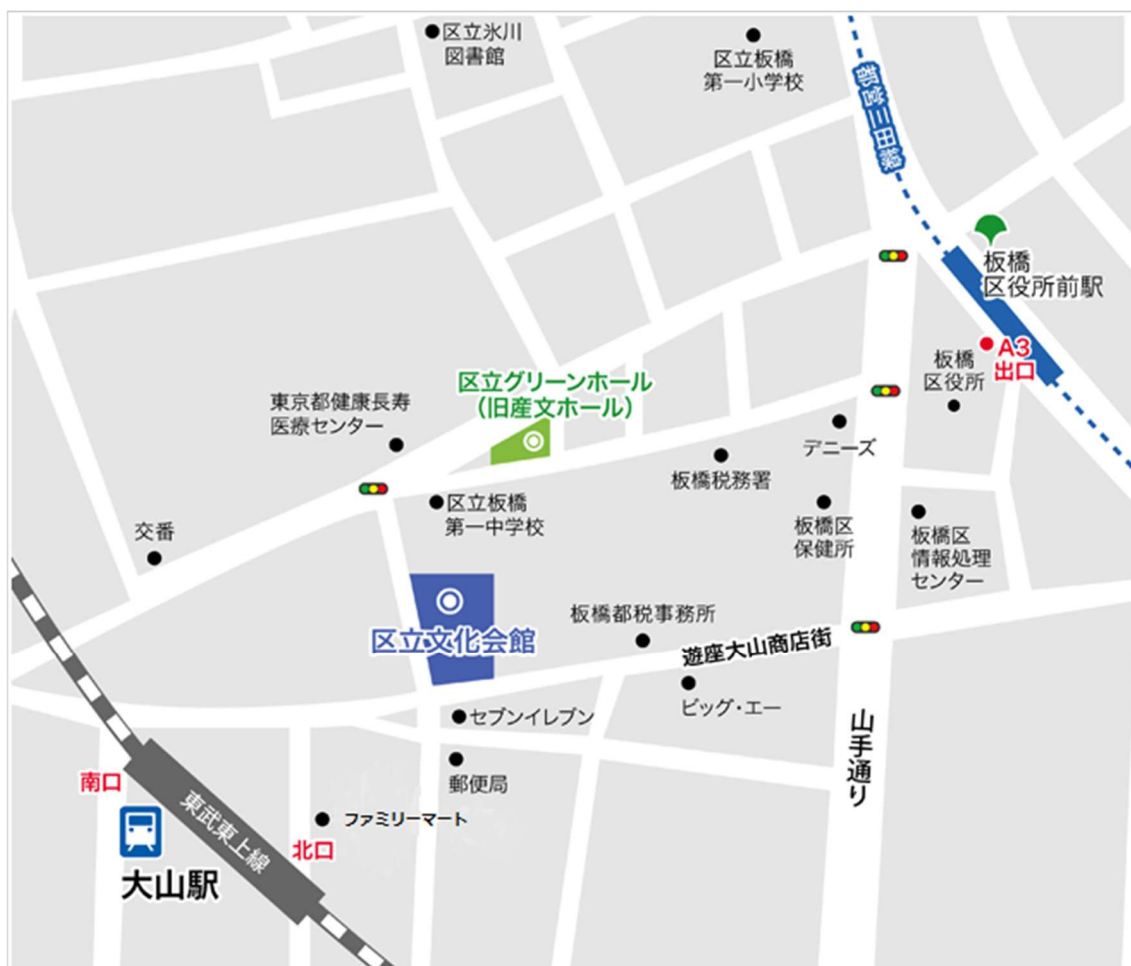 区立氷川
図書館
区立板橋
第一小学校
都営三田線
板橋
区役所前駅
A3
出口
板橋
区役所
区立グリーンホール
（旧産文ホール）
東京都健康長寿
医療センター
デニーズ
板橋税務署
区立板橋
第一中学校
板橋区
保健所
板橋区
情報処理
センター
交番
区立文化会館
板橋都税事務所
遊座大山商店街
ビッグ・エー
セブンイレブン
山手通り
郵便局
南口
ファミリーマート
東武東上線
北口
大山駅